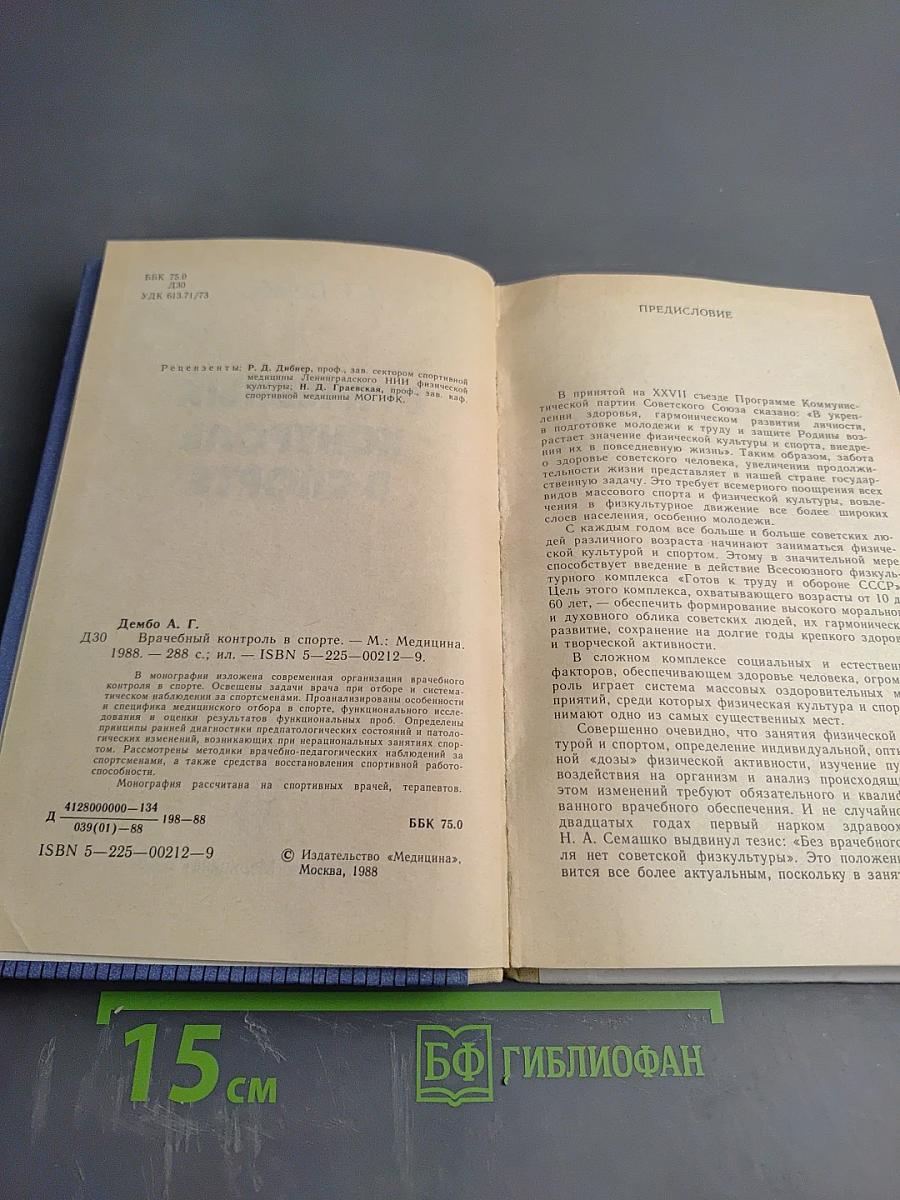 ББК 75.0
Д30
УДК 613.71/73
Рецензенты: Р. Д. Дибнер, проф., зав. сектором спортивной
медицины Ленинградского НИИ физической
культуры; Н. Д. Граевская, проф., зав. каф.
спортивной медицины МОГИФК.
Дембо А. Г.
Д30 Врачебный контроль в спорте. — М.: Медицина.
1988. — 288 с.; ил. — ISBN 5—225—00212—9.
В монографии изложена современная организация врачебного
контроля в спорте. Освещены задачи врача при отборе и система-
тическом наблюдении за спортсменами. Проанализированы особенности
и специфика медицинского отбора в спорте, функционального иссле-
дования и оценки результатов функциональных проб. Определены
принципы ранней диагностики предпатологических состояний и патоло-
гических изменений, возникающих при нерациональных занятиях спор-
том. Рассмотрены методики врачебно-педагогических наблюдений за
спортсменами, а также средства восстановления спортивной работо-
способности.
Монография рассчитана на спортивных врачей, терапевтов.
Д 4128000000—134
039(01)—88 198—88
ББК 75.0
ISBN 5—225—00212—9
© Издательство «Медицина»,
Москва, 1988
ПРЕДИСЛОВИЕ
В принятой на XXVII съезде Программе Коммунис-
тической партии Советского Союза сказано: «В укреп-
лении здоровья, гармоническом развитии личности,
в подготовке молодежи к труду и защите Родины воз-
растает значение физической культуры и спорта, внедре-
ния их в повседневную жизнь». Таким образом, забота
о здоровье советского человека, увеличении продолжи-
тельности жизни представляет в нашей стране государ-
ственную задачу. Это требует всемерного поощрения всех
видов массового спорта и физической культуры, вовле-
чения в физкультурное движение все более широких
слоев населения, особенно молодежи.
С каждым годом все больше и больше советских лю-
дей различного возраста начинают заниматься физиче-
ской культурой и спортом. Этому в значительной мере
способствует введение в действие Всесоюзного физкуль-
турного комплекса «Готов к труду и обороне СССР»
Цель этого комплекса, охватывающего возрасты от 10 д
60 лет, — обеспечить формирование высокого морально
и духовного облика советских людей, их гармоническ
развитие, сохранение на долгие годы крепкого здоров
и творческой активности.
В сложном комплексе социальных и естествен
факторов, обеспечивающем здоровье человека, огром
роль играет система массовых оздоровительных м
приятий, среди которых физическая культура и спор
нимают одно из самых существенных мест.
Совершенно очевидно, что занятия физической
турой и спортом, определение индивидуальной, опти
ной «дозы» физической активности, изучение пу
воздействия на организм и анализ происходящ
этом изменений требуют обязательного и квалиф
ванного врачебного обеспечения. И не случайно
двадцатых годах первый нарком здравоох
Н. А. Семашко выдвинул тезис: «Без врачебного
ля нет советской физкультуры». Это положени
вится все более актуальным, поскольку в занят
15 см
БФ ГИБЛИОФАН